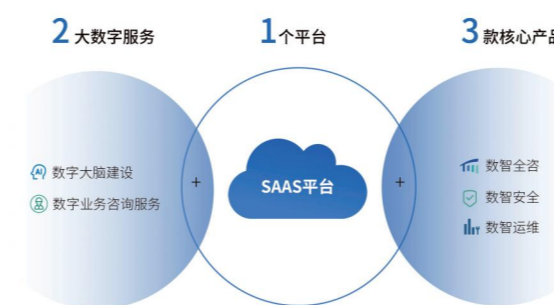 2 大数字服务
1 个平台
3 款核心产品
AI 数字大脑建设
数字业务咨询服务
+
SAAS平台
+
数智全咨
数智安全
数智运维